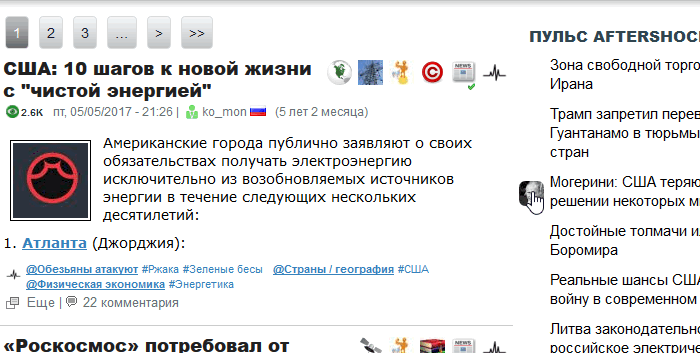 1 2 3 ... > >>
США: 10 шагов к новой жизни
с "чистой энергией"
NEWS
2.6K пт, 05/05/2017 - 21:26 | ko_mon (5 лет 2 месяца)
Американские города публично заявляют о своих
обязательствах получать электроэнергию
исключительно из возобновляемых источников
энергии в течение следующих нескольких
десятилетий:
1. Атланта (Джорджия):
@Обезьяны атакуют #Ржака #Зеленые бесы @Страны / география #США
@Физическая экономика #Энергетика
Еще | 22 комментария
«Роскосмос» потребовал от
NEWS
ПУЛЬС AFTERSHOC
Зона свободной торго
Ирана
Трамп запретил перев
Гуантанамо в тюрьмы
стран
Могерини: США теряю
решении некоторых м
Достойные толмачи и
Боромира
Реальные шансы США
войну в современном
Литва законодательно
российское электриче